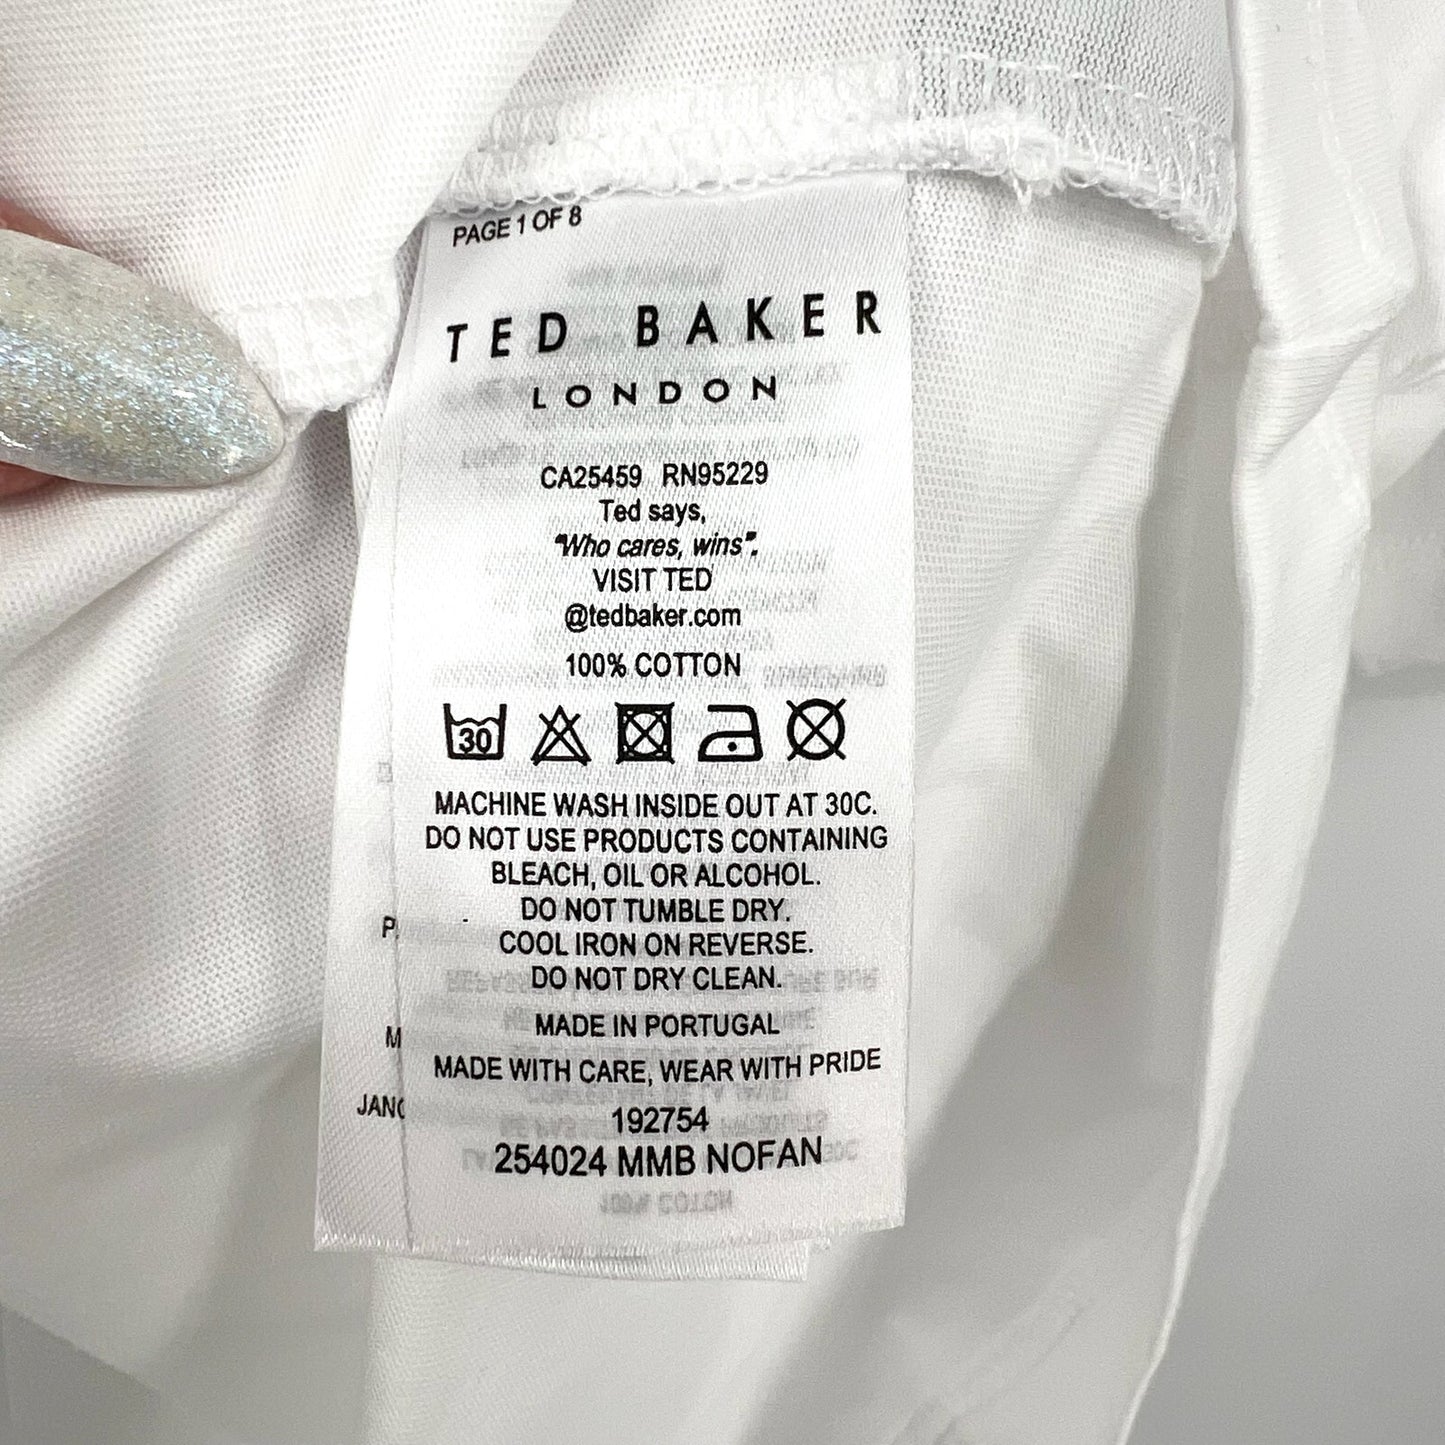 PAGE 1 OF 8
TED BAKER
LONDON
CA25459 RN95229
Ted says,
"Who cares, wins".
VISIT TED
@tedbaker.com
100% COTTON
30
MACHINE WASH INSIDE OUT AT 30C.
DO NOT USE PRODUCTS CONTAINING
BLEACH, OIL OR ALCOHOL.
DO NOT TUMBLE DRY.
COOL IRON ON REVERSE.
DO NOT DRY CLEAN.
MADE IN PORTUGAL
MADE WITH CARE, WEAR WITH PRIDE
192754
254024 MMB NOFAN